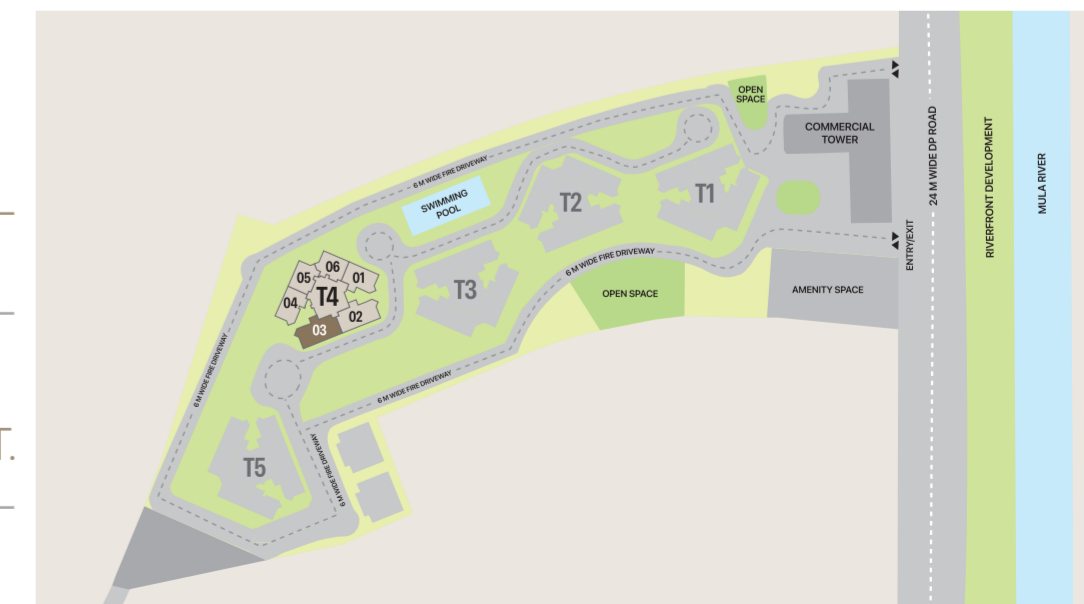 OPEN
SPACE
COMMERCIAL
TOWER
24 M WIDE DP ROAD
RIVERFRONT DEVELOPMENT
MULA RIVER
6 M WIDE FIRE DRIVEWAY
SWIMMING
POOL
T2
T1
ENTRY/EXIT
06
05
01
T4
04
02
03
T3
6 M WIDE FIRE DRIVEWAY
OPEN SPACE
AMENITY SPACE
6 M WIDE FIRE DRIVEWAY
6 M WIDE FIRE DRIVEWAY
T.
T5
6 M WIDE FIRE DRIVEWAY